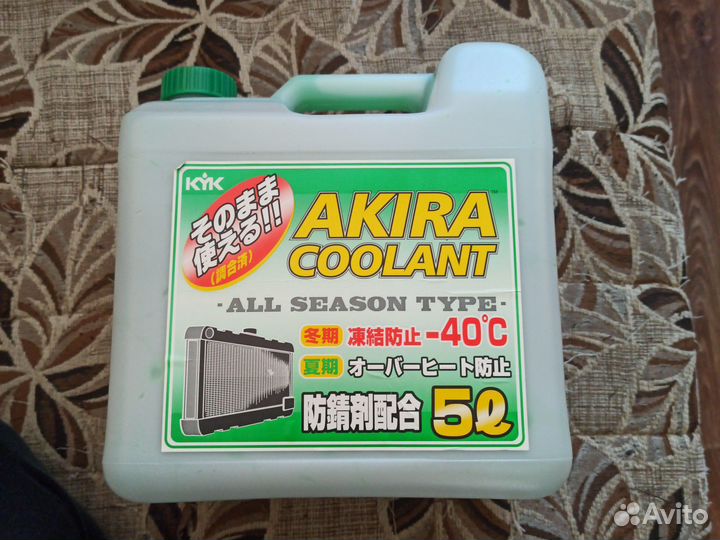 KYK
そのまま
使える!!
(調合済)
AKIRA™
COOLANT
-ALL SEASON TYPE-
冬期 凍結防止 -40℃
夏期 オーバーヒート防止
防錆剤配合 5ℓ
Avito